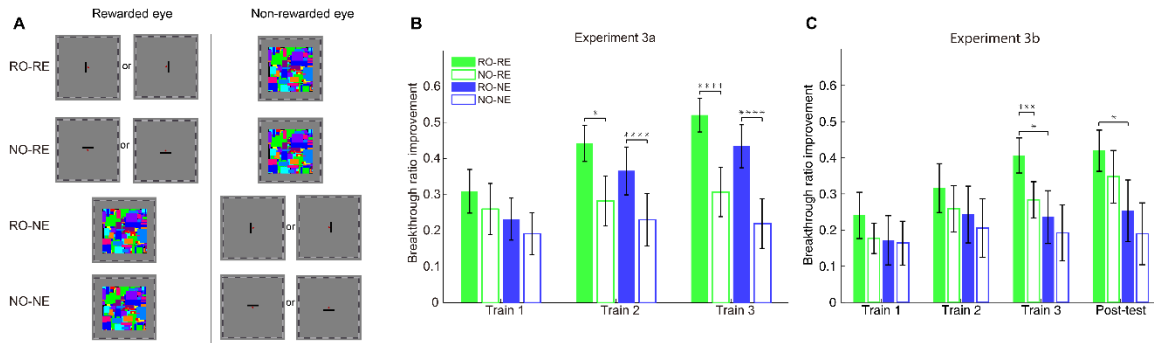 A
Rewarded eye
Non-rewarded eye
RO-RE
or
NO-RE
or
RO-NE
or
NO-NE
or
B
Experiment 3a
Breakthrough ratio improvement
RO-RE
NO-RE
RO-NE
NO-NE
0.6
0.5
0.4
0.3
0.2
0.1
0
*
****
****
****
Train 1
Train 2
Train 3
C
Experiment 3b
Breakthrough ratio improvement
0.6
0.5
0.4
0.3
0.2
0.1
0
*
*
Train 1
Train 2
Train 3
Post-test